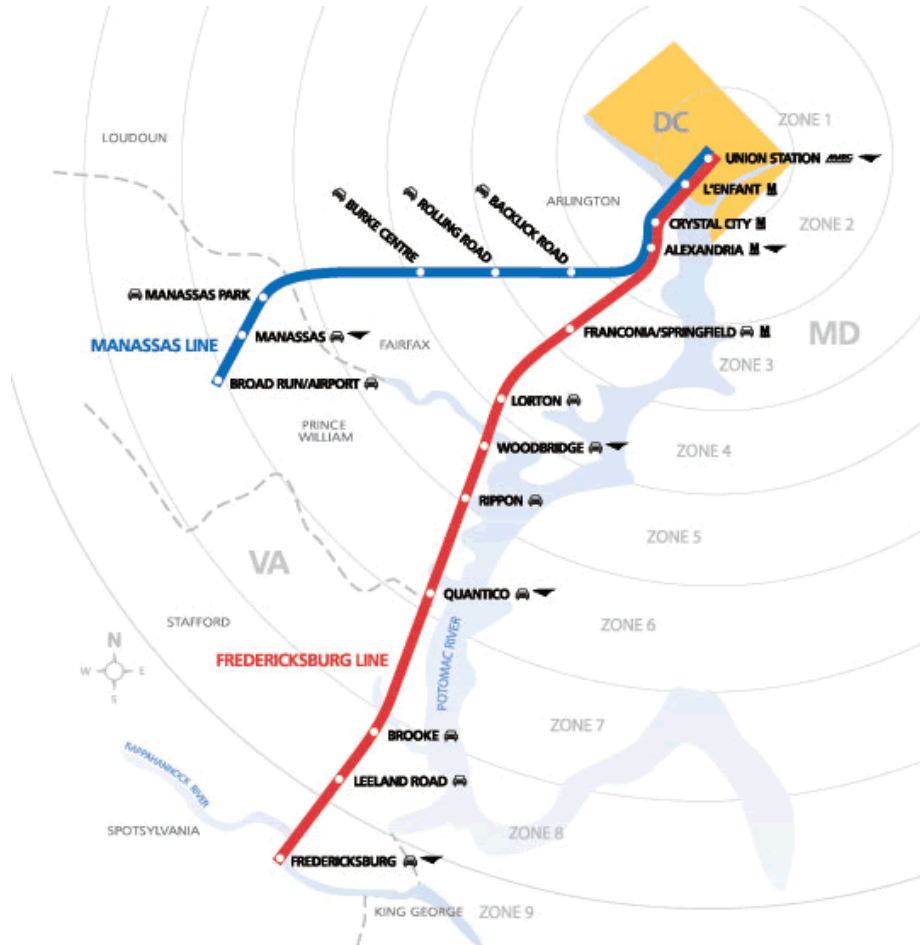 LOUDOUN
DC
ZONE 1
UNION STATION
L'ENFANT M
ARLINGTON
CRYSTAL CITY M
ZONE 2
ALEXANDRIA M
BURKE CENTRE
ROLLING ROAD
BACKLICK ROAD
MANASSAS PARK
MANASSAS LINE
MANASSAS
FAIRFAX
FRANCONIA/SPRINGFIELD M
MD
ZONE 3
BROAD RUN/AIRPORT
LORTON
PRINCE
WILLIAM
WOODBRIDGE
ZONE 4
RIPPON
ZONE 5
VA
QUANTICO
STAFFORD
ZONE 6
N
W E
S
FREDERICKSBURG LINE
POTOMAC RIVER
ZONE 7
BROOKE
RAPPAHANNOCK
RIVER
LEELAND ROAD
SPOTSYLVANIA
ZONE 8
FREDERICKSBURG
KING GEORGE
ZONE 9